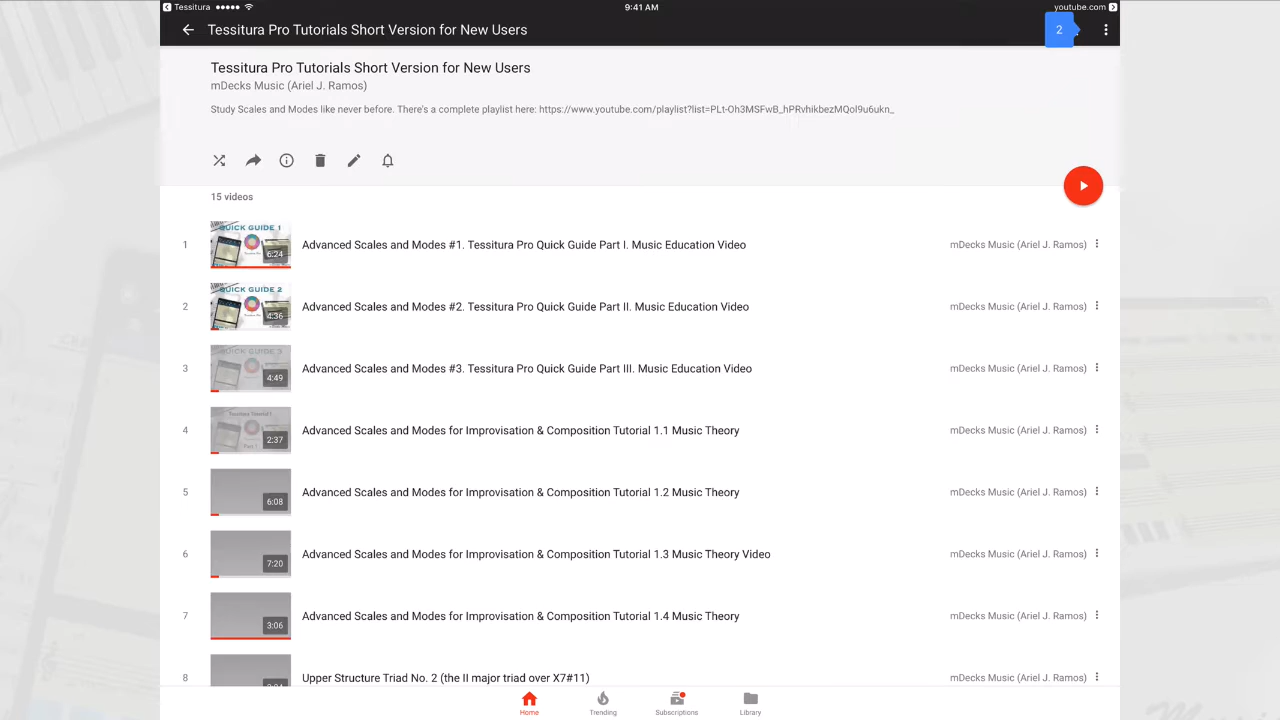 Tessitura
9:41 AM
youtube.com
Tessitura Pro Tutorials Short Version for New Users
2
Tessitura Pro Tutorials Short Version for New Users
mDecks Music (Ariel J. Ramos)
Study Scales and Modes like never before. There's a complete playlist here: https://www.youtube.com/playlist?list=PLt-Oh3MSFwB_hPRvhikbezMQol9u6ukn_
15 videos
1
QUICK GUIDE 1
6:24
Advanced Scales and Modes #1. Tessitura Pro Quick Guide Part I. Music Education Video
mDecks Music (Ariel J. Ramos)
2
QUICK GUIDE 2
4:36
Advanced Scales and Modes #2. Tessitura Pro Quick Guide Part II. Music Education Video
mDecks Music (Ariel J. Ramos)
3
QUICK GUIDE 3
4:49
Advanced Scales and Modes #3. Tessitura Pro Quick Guide Part III. Music Education Video
mDecks Music (Ariel J. Ramos)
4
Tessitura Tutorial 1
Part 1
2:37
Advanced Scales and Modes for Improvisation & Composition Tutorial 1.1 Music Theory
mDecks Music (Ariel J. Ramos)
5
6:08
Advanced Scales and Modes for Improvisation & Composition Tutorial 1.2 Music Theory
mDecks Music (Ariel J. Ramos)
6
7:20
Advanced Scales and Modes for Improvisation & Composition Tutorial 1.3 Music Theory Video
mDecks Music (Ariel J. Ramos)
7
3:06
Advanced Scales and Modes for Improvisation & Composition Tutorial 1.4 Music Theory
mDecks Music (Ariel J. Ramos)
8
Upper Structure Triad No. 2 (the II major triad over X7#11)
mDecks Music (Ariel J. Ramos)
Home
Trending
Subscriptions
Library